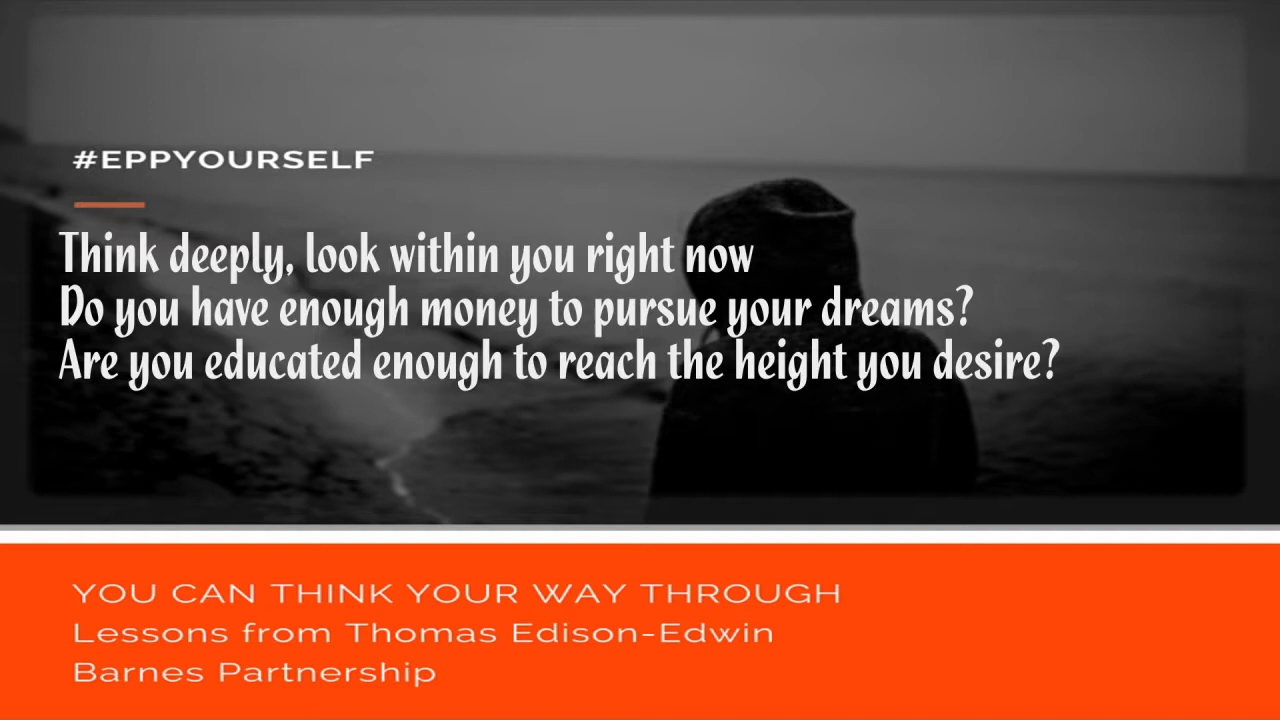 #EPPYOURSELF
Think deeply, look within you right now
Do you have enough money to pursue your dreams?
Are you educated enough to reach the height you desire?
YOU CAN THINK YOUR WAY THROUGH
Lessons from Thomas Edison-Edwin
Barnes Partnership